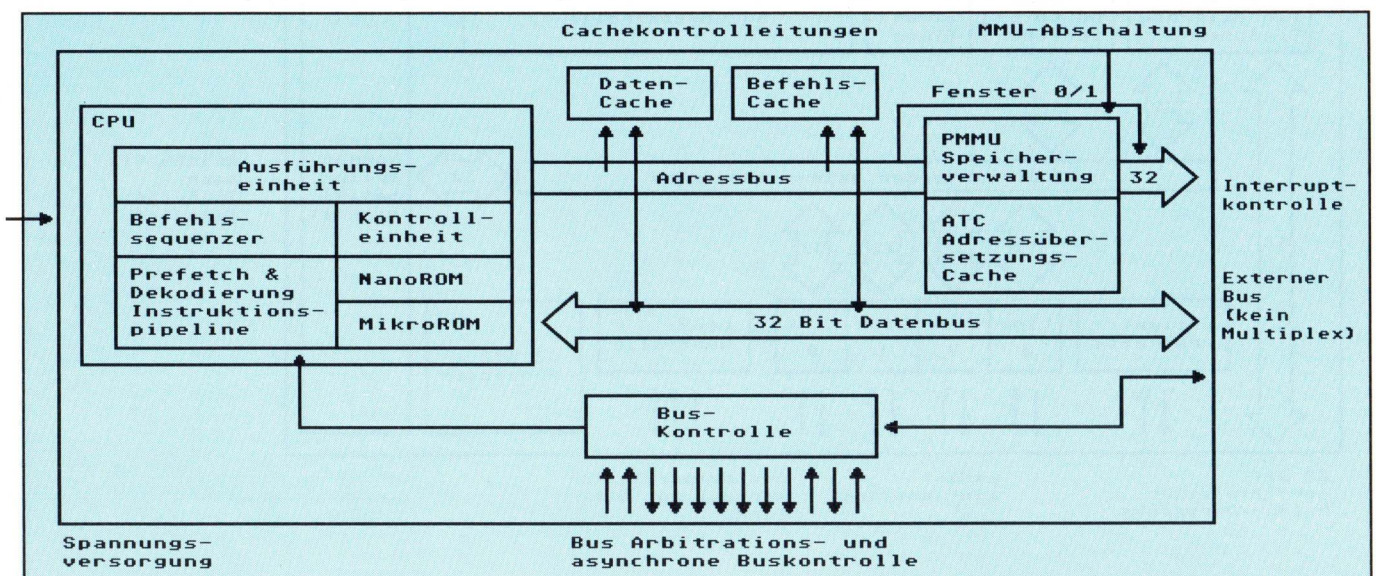 Cachekontrolleitungen
MMU-Abschaltung
Daten-
Cache
Befehls-
Cache
Fenster 0/1
CPU
Ausführungs-
einheit
Befehls-
sequenzer
Kontroll-
einheit
Prefetch &
Dekodierung
Instruktions-
pipeline
NanoROM
MikroROM
Adressbus
PMMU
Speicher-
verwaltung
32
ATC
Adressüber-
setzungs-
Cache
Interrupt-
kontrolle
32 Bit Datenbus
Externer
Bus
(kein
Multiplex)
Bus-
Kontrolle
Spannungs-
versorgung
Bus Arbitrations- und
asynchrone Buskontrolle